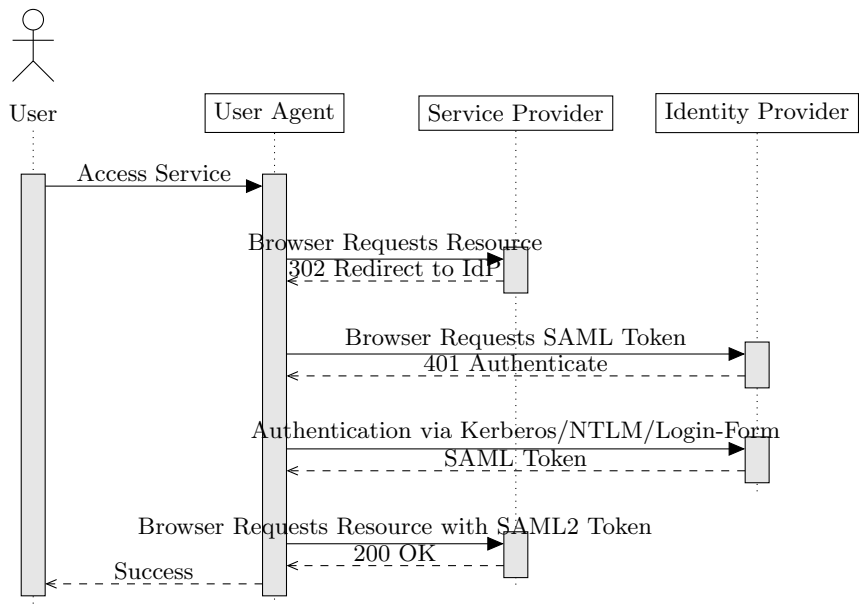 User
User Agent
Service Provider
Identity Provider
Access Service
Browser Requests Resource
302 Redirect to IdP
Browser Requests SAML Token
401 Authenticate
Authentication via Kerberos/NTLM/Login-Form
SAML Token
Browser Requests Resource with SAML2 Token
200 OK
Success